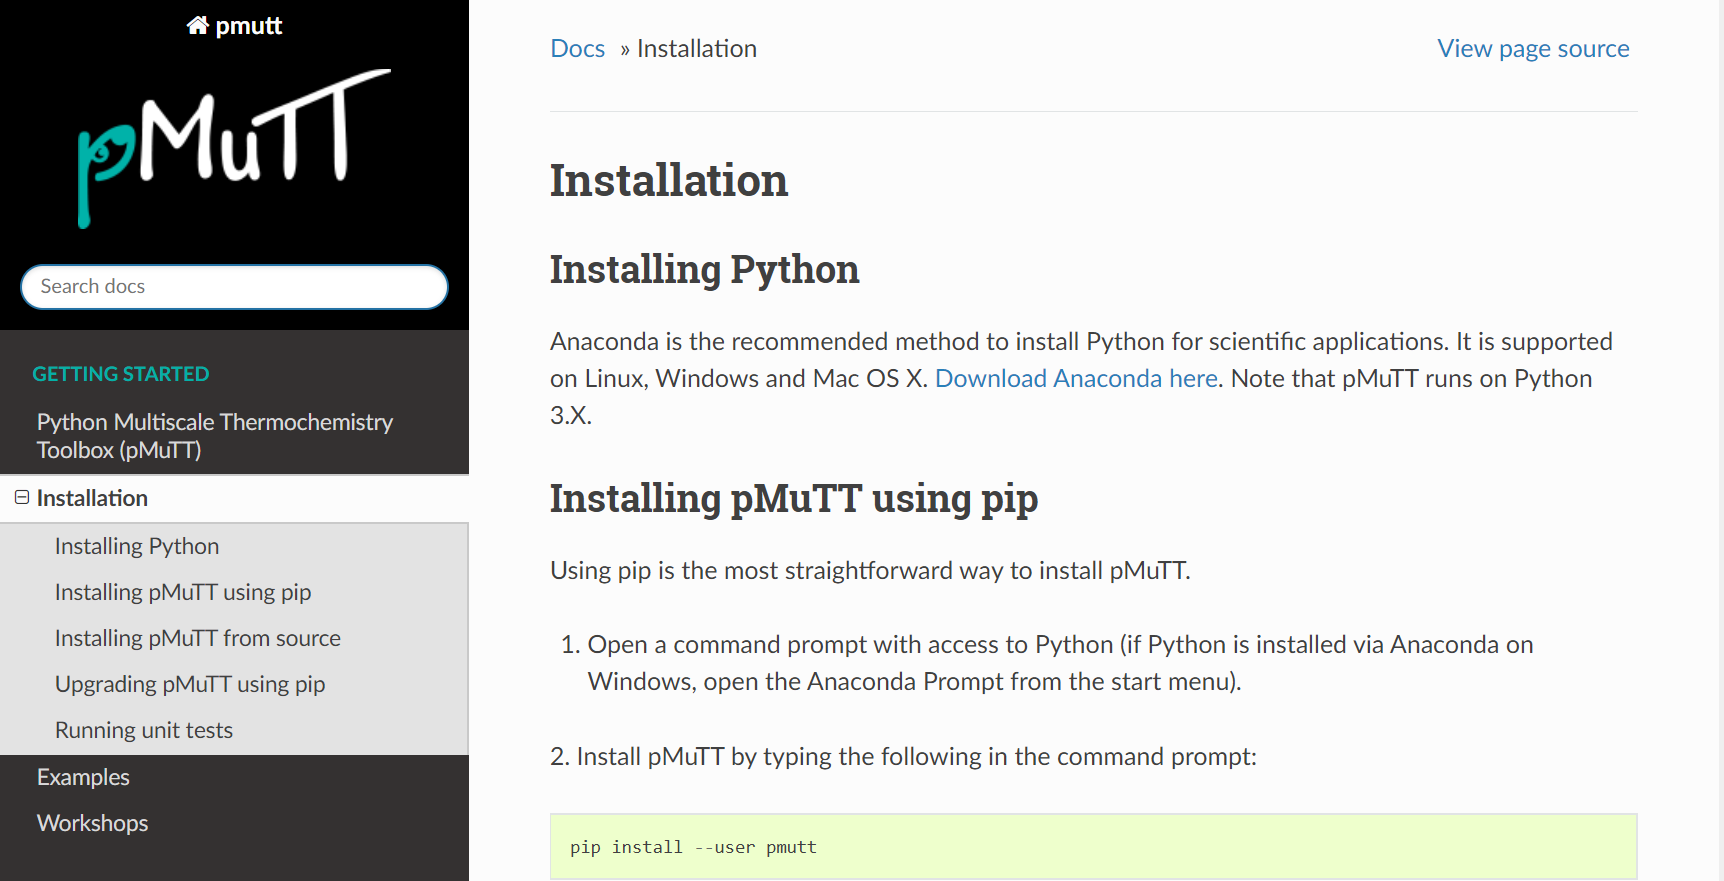 pmutt
pMuTT
Search docs
GETTING STARTED
Python Multiscale Thermochemistry
Toolbox (pMuTT)
Installation
Installing Python
Installing pMuTT using pip
Installing pMuTT from source
Upgrading pMuTT using pip
Running unit tests
Examples
Workshops
Docs » Installation
View page source
Installation
Installing Python
Anaconda is the recommended method to install Python for scientific applications. It is supported
on Linux, Windows and Mac OS X. Download Anaconda here. Note that pMuTT runs on Python
3.X.
Installing pMuTT using pip
Using pip is the most straightforward way to install pMuTT.
1. Open a command prompt with access to Python (if Python is installed via Anaconda on
Windows, open the Anaconda Prompt from the start menu).
2. Install pMuTT by typing the following in the command prompt:
pip install --user pmutt